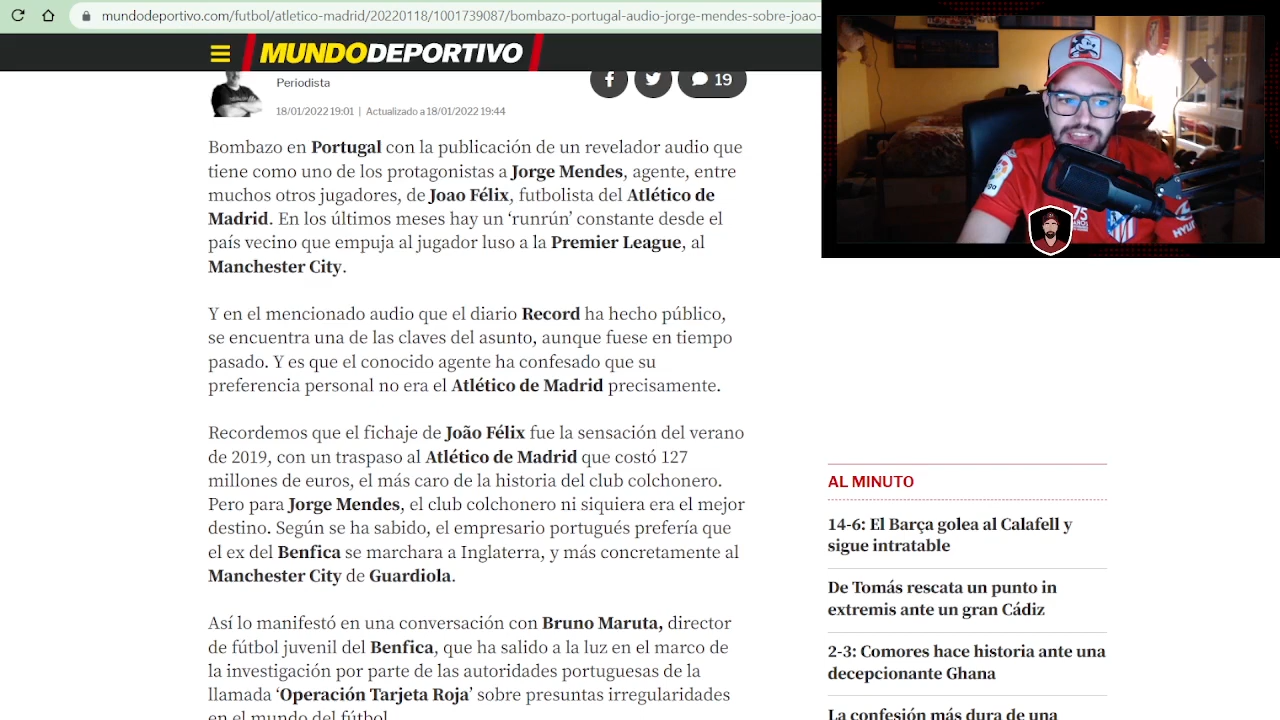 mundodeportivo.com/futbol/atletico-madrid/20220118/1001739087/bombazo-portugal-audio-jorge-mendes-sobre-joao-
MUNDODEPORTIVO
Periodista
19
18/01/2022 19:01 | Actualizado a 18/01/2022 19:44
Bombazo en Portugal con la publicación de un revelador audio que
tiene como uno de los protagonistas a Jorge Mendes, agente, entre
muchos otros jugadores, de Joao Félix, futbolista del Atlético de
Madrid. En los últimos meses hay un ‘runrún’ constante desde el
país vecino que empuja al jugador luso a la Premier League, al
Manchester City.
Y en el mencionado audio que el diario Record ha hecho público,
se encuentra una de las claves del asunto, aunque fuese en tiempo
pasado. Y es que el conocido agente ha confesado que su
preferencia personal no era el Atlético de Madrid precisamente.
Recordemos que el fichaje de João Félix fue la sensación del verano
de 2019, con un traspaso al Atlético de Madrid que costó 127
millones de euros, el más caro de la historia del club colchonero.
Pero para Jorge Mendes, el club colchonero ni siquiera era el mejor
destino. Según se ha sabido, el empresario portugués prefería que
el ex del Benfica se marchara a Inglaterra, y más concretamente al
Manchester City de Guardiola.
Así lo manifestó en una conversación con Bruno Maruta, director
de fútbol juvenil del Benfica, que ha salido a la luz en el marco de
la investigación por parte de las autoridades portuguesas de la
llamada ‘Operación Tarjeta Roja’ sobre presuntas irregularidades
en el mundo del fútbol.
AL MINUTO
14-6: El Barça golea al Calafell y
sigue intratable
De Tomás rescata un punto in
extremis ante un gran Cádiz
2-3: Comores hace historia ante una
decepcionante Ghana
La confesión más dura de una
75